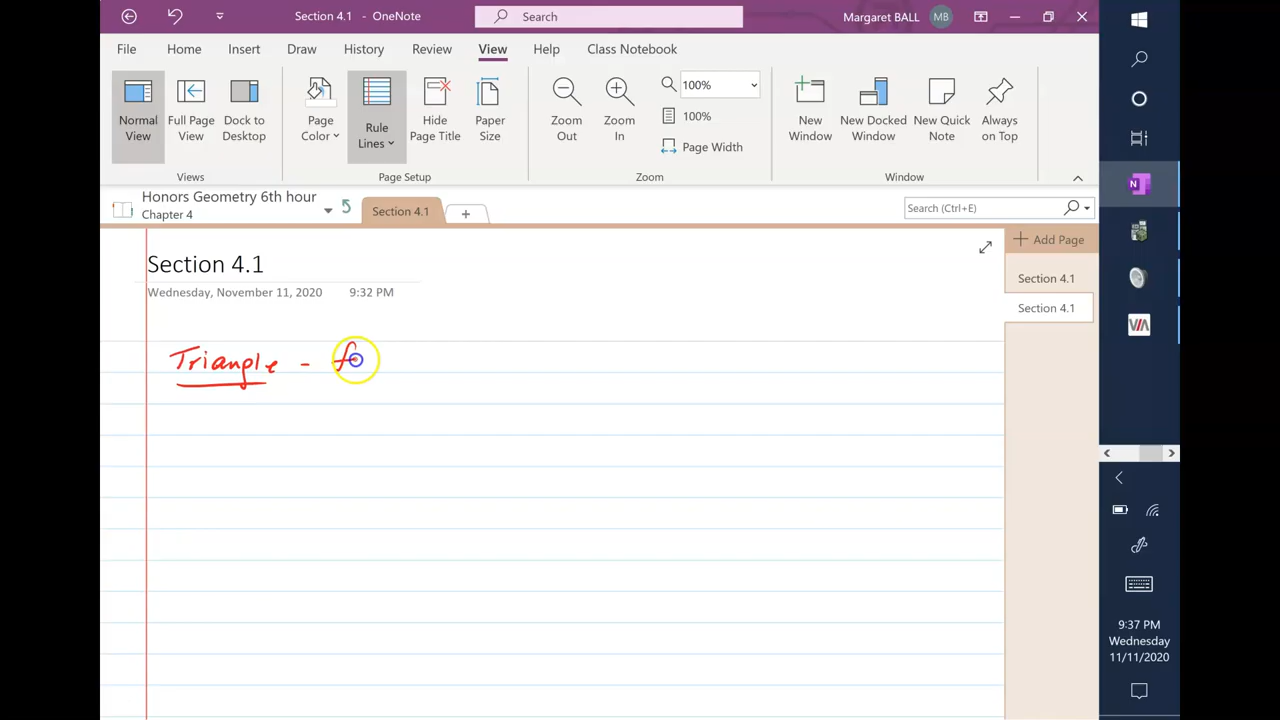 Section 4.1 - OneNote
Search
Margaret BALL
MB
File
Home
Insert
Draw
History
Review
View
Help
Class Notebook
Normal View
Full Page View
Dock to Desktop
Views
Page Color
Rule Lines
Hide Page Title
Paper Size
Page Setup
Zoom Out
Zoom In
100%
100%
Page Width
Zoom
New Window
New Docked Window
New Quick Note
Always on Top
Window
Honors Geometry 6th hour
Chapter 4
Section 4.1
Search (Ctrl+E)
Add Page
Section 4.1
Section 4.1
Section 4.1
Wednesday, November 11, 2020 9:32 PM
Triangle - f
N
VIA
9:37 PM
Wednesday
11/11/2020